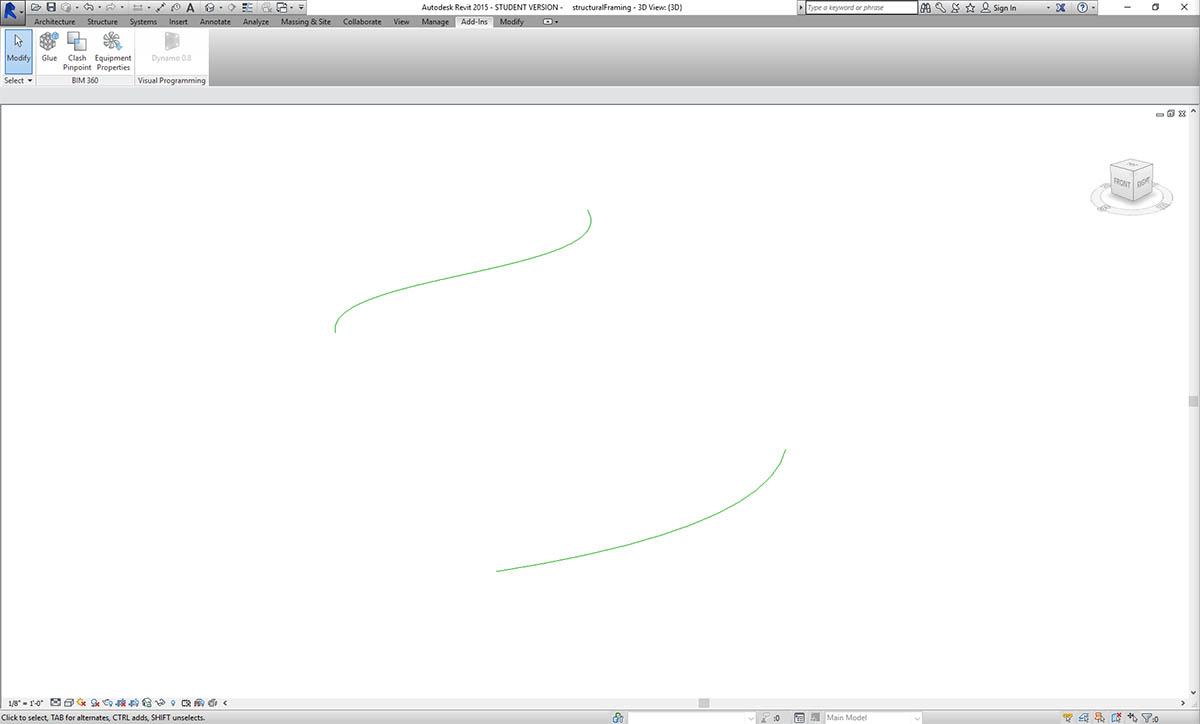 Autodesk Revit 2015 - STUDENT VERSION - structuralFraming - 3D View: {3D}
Type a keyword or phrase
Sign In
Architecture Structure Systems Insert Annotate Analyze Massing & Site Collaborate View Manage Add-Ins Modify
Modify Glue Clash Pinpoint Equipment Properties Dynamo 0.8
Select BIM 360 Visual Programming
FRONT RIGHT
1/8" = 1'-0"
Click to select, TAB for alternates, CTRL adds, SHIFT unselects.
:0 Main Model :0